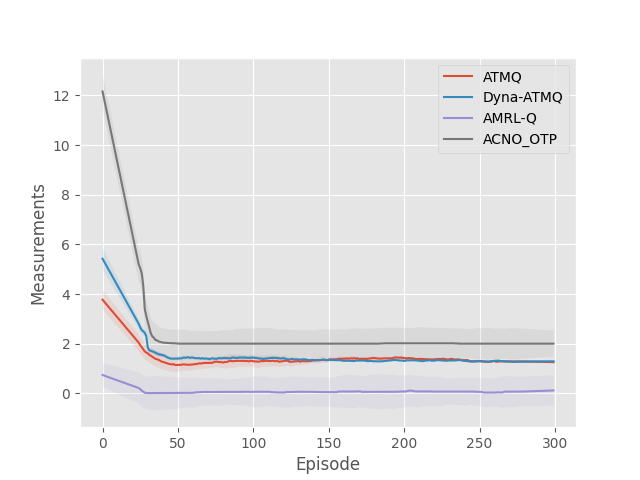 ATMQ
Dyna-ATMQ
AMRL-Q
ACNO_OTP
12
10
8
6
4
2
0
Measurements
0 50 100 150 200 250 300
Episode